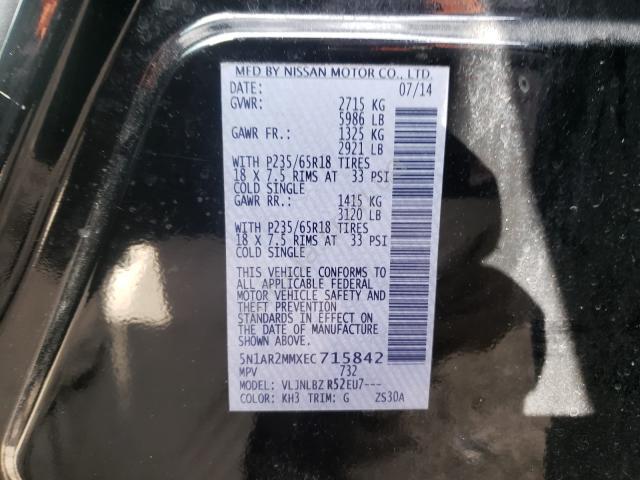 MFD BY NISSAN MOTOR CO., LTD.
DATE: 07/14
GVWR: 2715 KG
5986 LB
GAWR FR.: 1325 KG
2921 LB
WITH P235/65R18 TIRES
18 X 7.5 RIMS AT 33 PSI
COLD SINGLE
GAWR RR.: 1415 KG
3120 LB
WITH P235/65R18 TIRES
18 X 7.5 RIMS AT 33 PSI
COLD SINGLE
THIS VEHICLE CONFORMS TO
ALL APPLICABLE FEDERAL
MOTOR VEHICLE SAFETY AND
THEFT PREVENTION
STANDARDS IN EFFECT ON
THE DATE OF MANUFACTURE
SHOWN ABOVE.
5N1AR2MMXEC 715842
MPV 732
MODEL: VLJNLBZ R52EU7---
COLOR: KH3 TRIM: G ZS30A